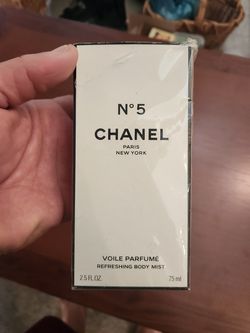 N°5
CHANEL
PARIS
NEW YORK
VOILE PARFUMÉ
REFRESHING BODY MIST
2.5 FL. OZ. 75 ml